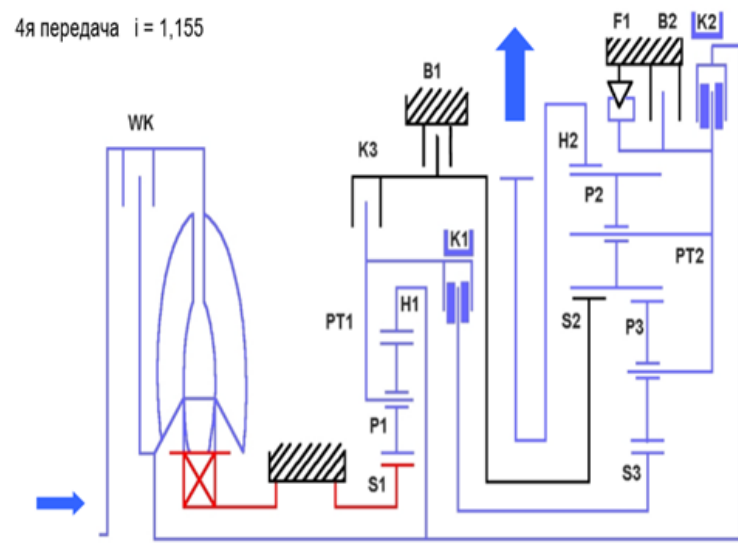 4я передача i = 1,155
F1 B2 K2
B1
WK
K3
H2
P2
K1
PT2
H1
PT1
S2
P3
P1
S1
S3